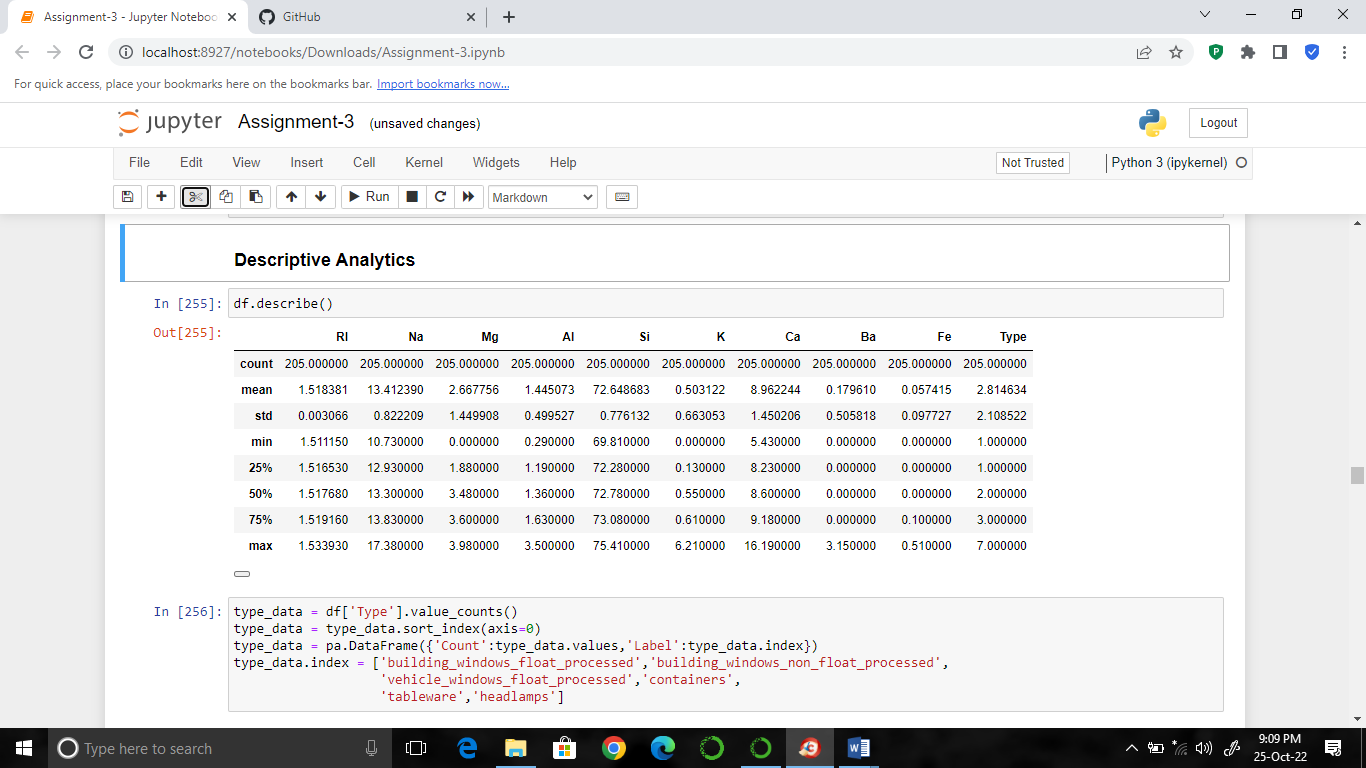 Assignment-3 - Jupyter Noteboo
GitHub
localhost:8927/notebooks/Downloads/Assignment-3.ipynb
For quick access, place your bookmarks here on the bookmarks bar. Import bookmarks now...
jupyter Assignment-3 (unsaved changes)
Logout
File Edit View Insert Cell Kernel Widgets Help
Not Trusted
Python 3 (ipykernel)
Run
Markdown
Descriptive Analytics
In [255]: df.describe()
Out[255]:
RI Na Mg Al Si K Ca Ba Fe Type
count 205.000000 205.000000 205.000000 205.000000 205.000000 205.000000 205.000000 205.000000 205.000000 205.000000
mean 1.518381 13.412390 2.667756 1.445073 72.648683 0.503122 8.962244 0.179610 0.057415 2.814634
std 0.003066 0.822209 1.449908 0.499527 0.776132 0.663053 1.450206 0.505818 0.097727 2.108522
min 1.511150 10.730000 0.000000 0.290000 69.810000 0.000000 5.430000 0.000000 0.000000 1.000000
25% 1.516530 12.930000 1.880000 1.190000 72.280000 0.130000 8.230000 0.000000 0.000000 1.000000
50% 1.517680 13.300000 3.480000 1.360000 72.780000 0.550000 8.600000 0.000000 0.000000 2.000000
75% 1.519160 13.830000 3.600000 1.630000 73.080000 0.610000 9.180000 0.000000 0.100000 3.000000
max 1.533930 17.380000 3.980000 3.500000 75.410000 6.210000 16.190000 3.150000 0.510000 7.000000
In [256]: type_data = df['Type'].value_counts()
type_data = type_data.sort_index(axis=0)
type_data = pa.DataFrame({'Count':type_data.values,'Label':type_data.index})
type_data.index = ['building_windows_float_processed','building_windows_non_float_processed',
'vehicle_windows_float_processed','containers',
'tableware','headlamps']
Type here to search
9:09 PM
25-Oct-22